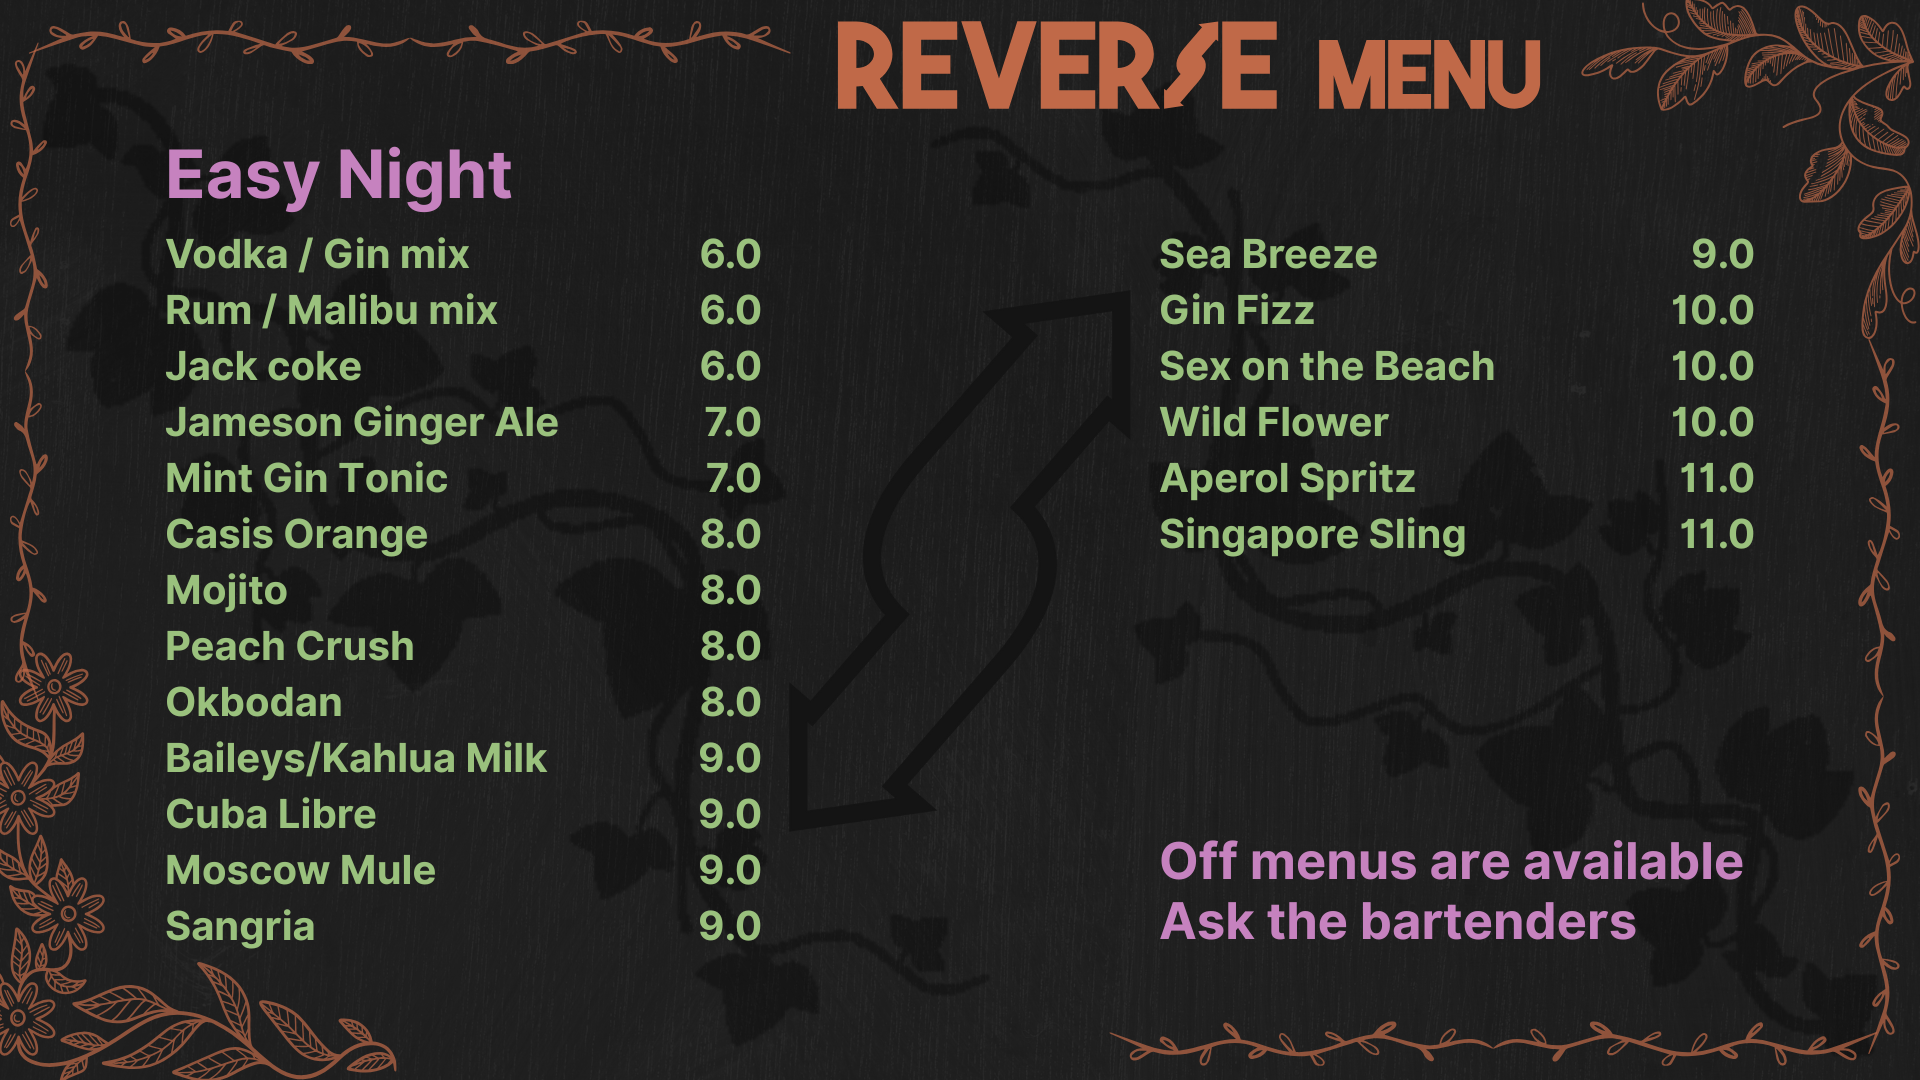 REVERSE MENU
Easy Night
Vodka / Gin mix 6.0
Rum / Malibu mix 6.0
Jack coke 6.0
Jameson Ginger Ale 7.0
Mint Gin Tonic 7.0
Casis Orange 8.0
Mojito 8.0
Peach Crush 8.0
Okbodan 8.0
Baileys/Kahlua Milk 9.0
Cuba Libre 9.0
Moscow Mule 9.0
Sangria 9.0
Sea Breeze 9.0
Gin Fizz 10.0
Sex on the Beach 10.0
Wild Flower 10.0
Aperol Spritz 11.0
Singapore Sling 11.0
Off menus are available
Ask the bartenders